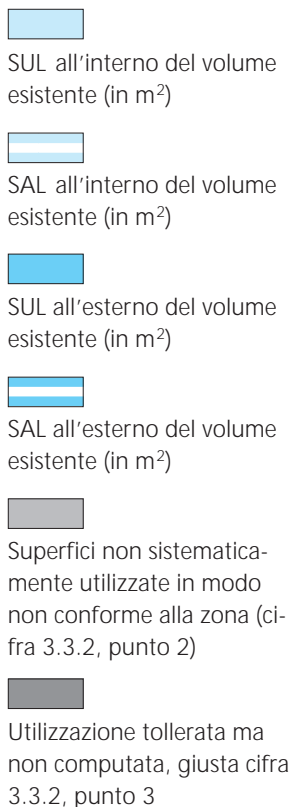 SUL all'interno del volume
esistente (in m²)
SAL all'interno del volume
esistente (in m²)
SUL all'esterno del volume
esistente (in m²)
SAL all'esterno del volume
esistente (in m²)
Superfici non sistematica-
mente utilizzate in modo
non conforme alla zona (ci-
fra 3.3.2, punto 2)
Utilizzazione tollerata ma
non computata, giusta cifra
3.3.2, punto 3